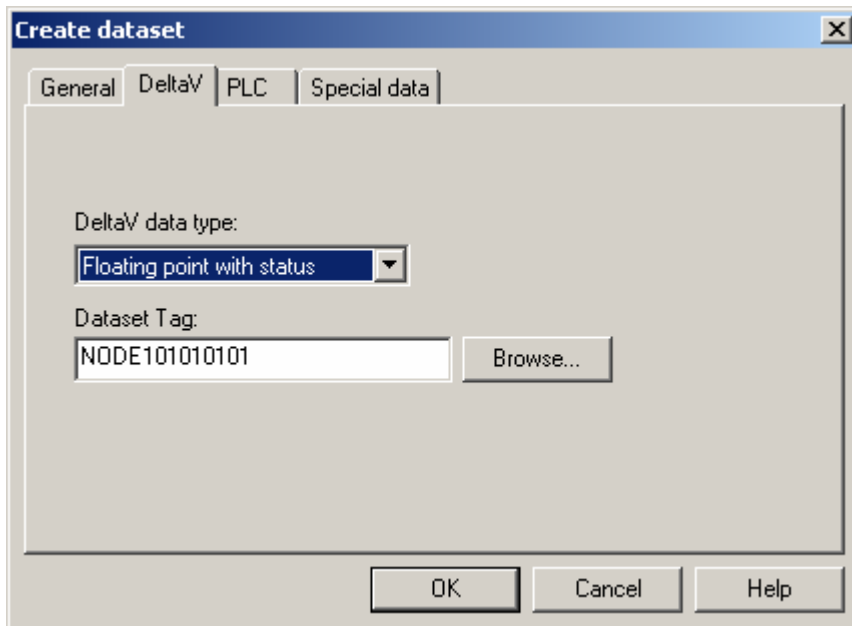 Create dataset
General DeltaV PLC Special data
DeltaV data type:
Floating point with status
Dataset Tag:
NODE101010101 Browse...
OK Cancel Help